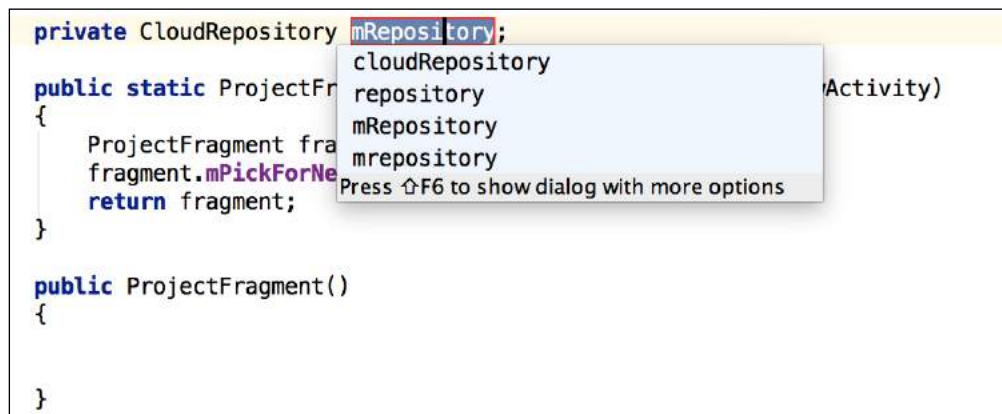 private CloudRepository mRepository;
cloudRepository
public static ProjectFr Activity)
repository
{
mRepository
ProjectFragment fra
mrepository
fragment.mPickForNe
Press ⇧F6 to show dialog with more options
return fragment;
}
public ProjectFragment()
{
}